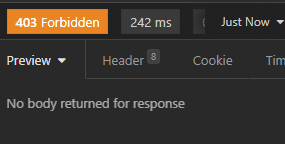 403 Forbidden 242 ms Just Now
Preview Header 8 Cookie Tim
No body returned for response